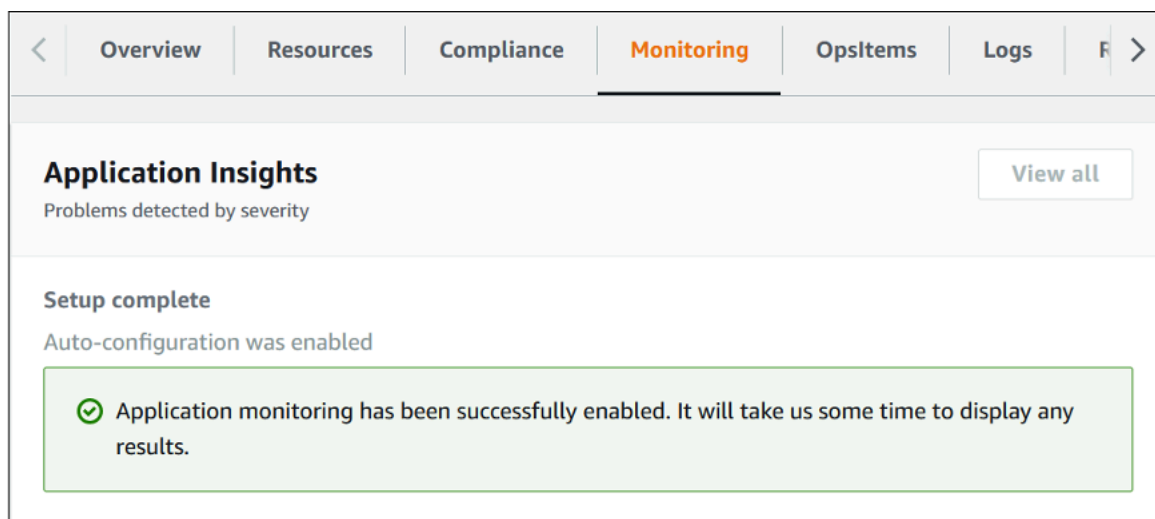 Overview Resources Compliance Monitoring OpsItems Logs
Application Insights
View all
Problems detected by severity
Setup complete
Auto-configuration was enabled
Application monitoring has been successfully enabled. It will take us some time to display any
results.